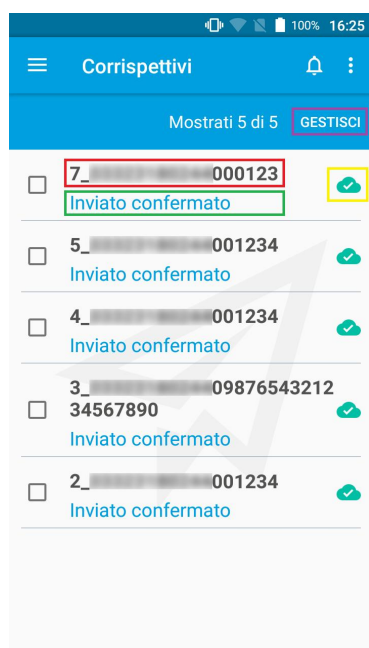 100% 16:25
Corrispettivi
Mostrati 5 di 5 GESTISCI
7_ 000123
Inviato confermato
5_ 001234
Inviato confermato
4_ 001234
Inviato confermato
3_ 09876543212
34567890
Inviato confermato
2_ 001234
Inviato confermato